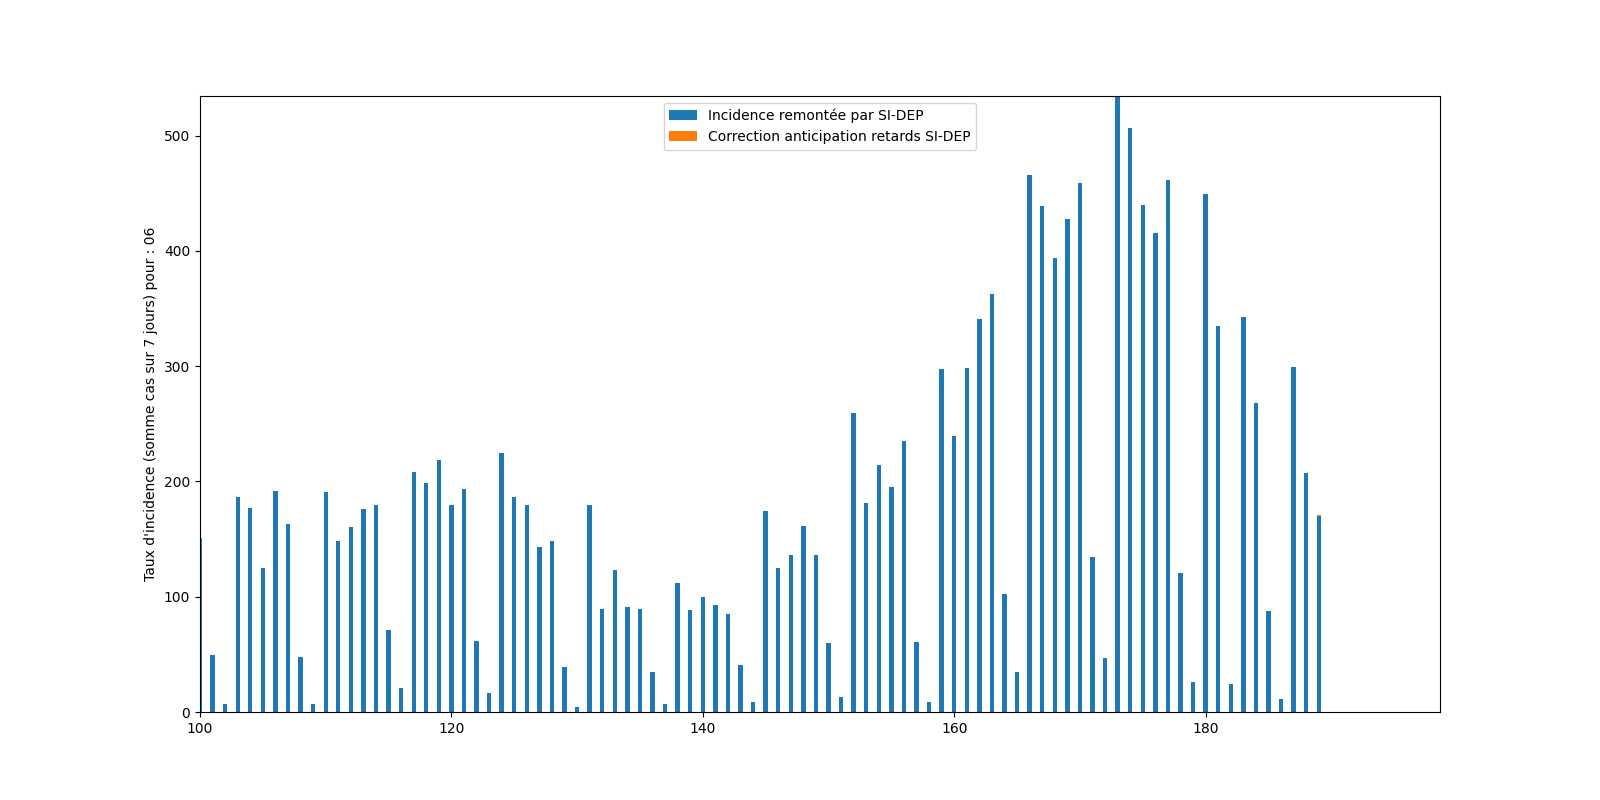 Incidence remontée par SI-DEP
Correction anticipation retards SI-DEP
Taux d'incidence (somme cas sur 7 jours) pour : 06
500
400
300
200
100
0
100 120 140 160 180